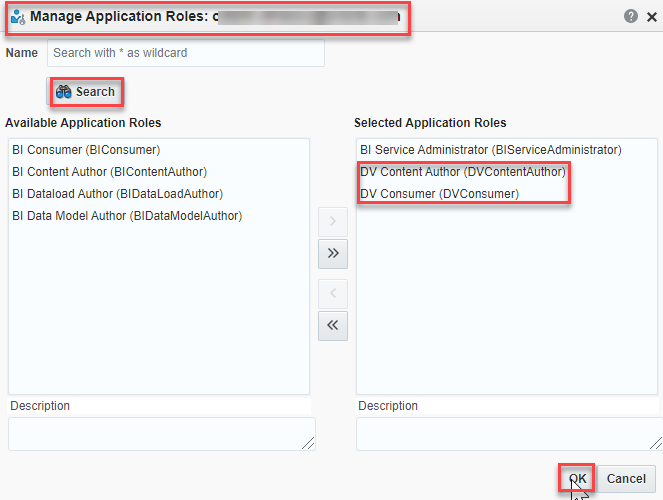 Manage Application Roles:
Name
Search with * as wildcard
Search
Available Application Roles
BI Consumer (BIConsumer)
BI Content Author (BIContentAuthor)
BI Dataload Author (BIDataLoadAuthor)
BI Data Model Author (BIDataModelAuthor)
Description
Selected Application Roles
BI Service Administrator (BIServiceAdministrator)
DV Content Author (DVContentAuthor)
DV Consumer (DVConsumer)
Description
OK
Cancel